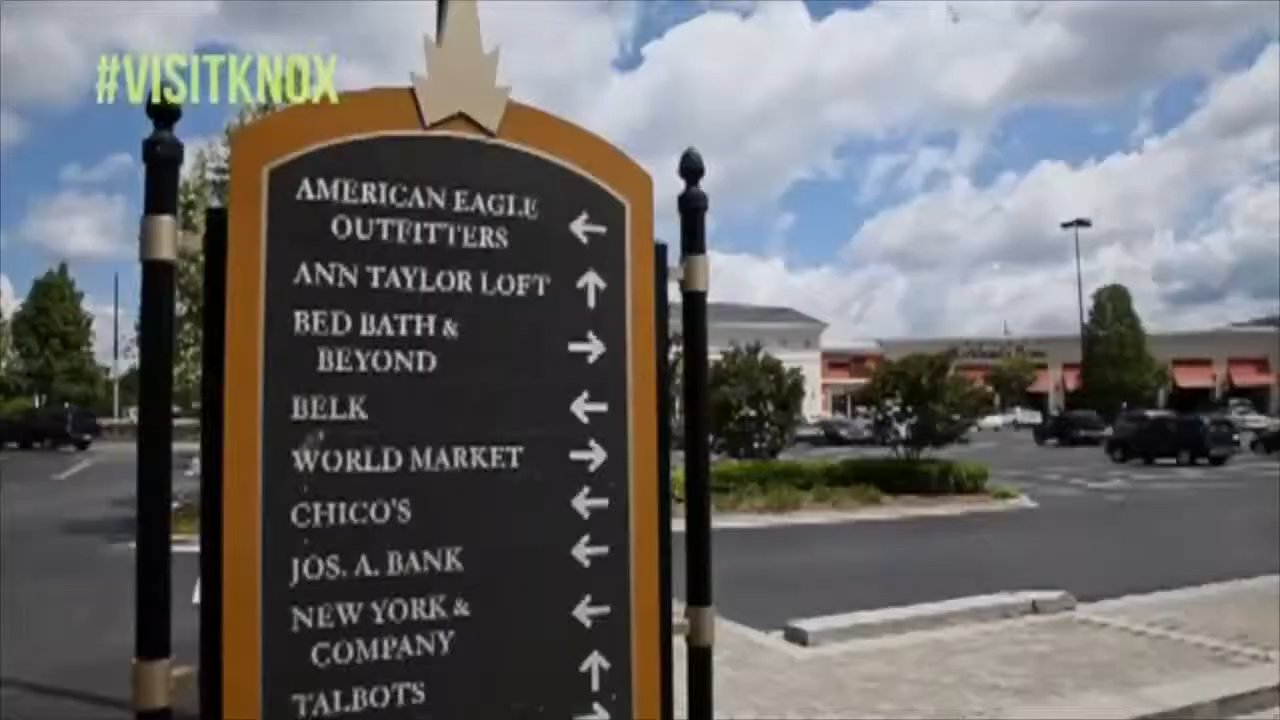 #VISITKNOX
AMERICAN EAGLE
OUTFITTERS
ANN TAYLOR LOFT
BED BATH &
BEYOND
BELK
WORLD MARKET
CHICO'S
JOS. A. BANK
NEW YORK &
COMPANY
TALBOTS